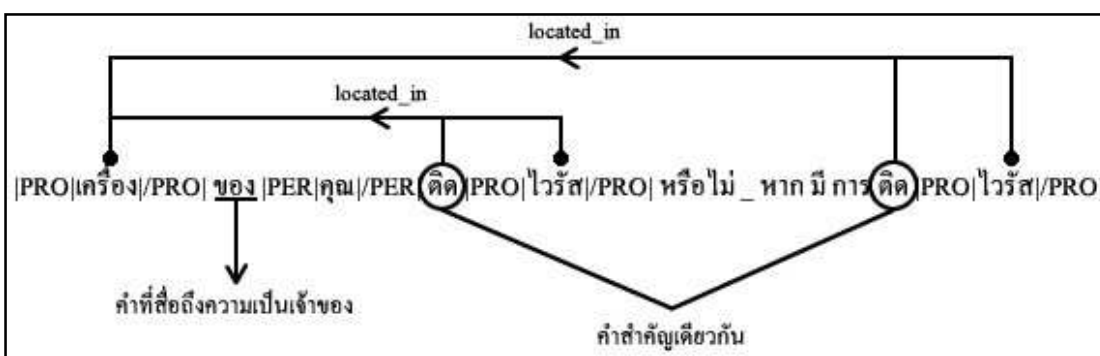 located_in
located_in
|PRO|เครื่อง|/PRO| ของ |PER|คุณ|/PER| ติด |PRO|ไวรัส|/PRO| หรือไม่ _ หาก มี การ ติด |PRO|ไวรัส|/PRO
คำที่สื่อถึงความเป็นเจ้าของ
คำสำคัญเดียวกัน